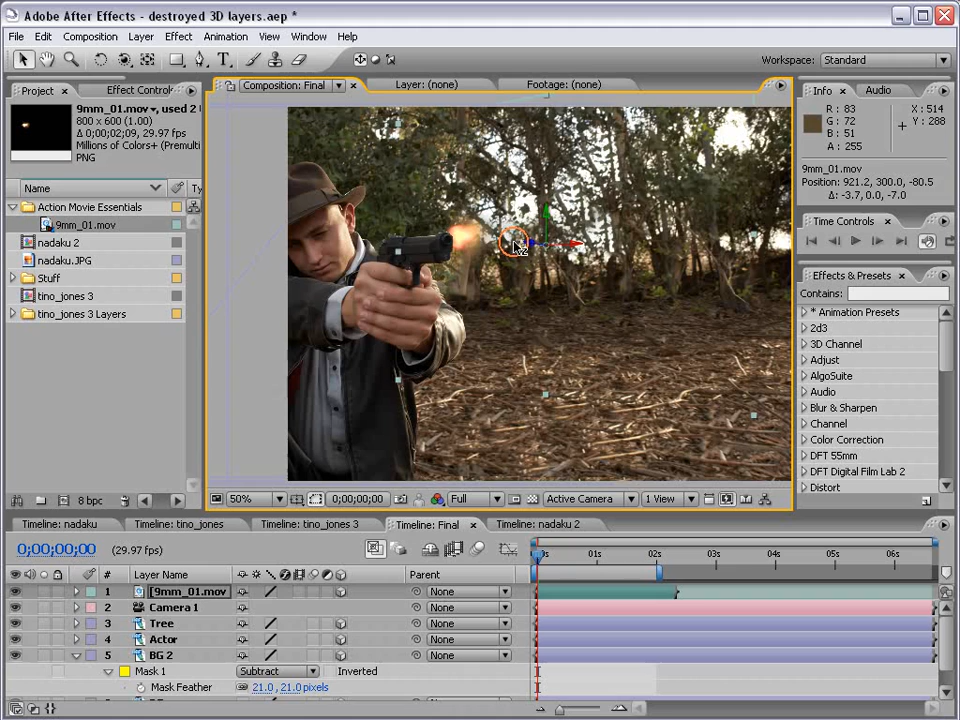 Adobe After Effects - destroyed 3D layers.aep *
File Edit Composition Layer Effect Animation View Window Help
Workspace: Standard
Project Effect Controls
9mm_01.mov, used 2
800 x 600 (1.00)
Δ 0;00;02;09, 29.97 fps
Millions of Colors+ (Premulti
PNG
Name Ty
Action Movie Essentials
9mm_01.mov
nadaku 2
nadaku.JPG
Stuff
tino_jones 3
tino_jones 3 Layers
8 bpc
Composition: Final Layer: (none) Footage: (none)
50% 0;00;00;00 Full Active Camera 1 View
Info Audio
R : 83 X : 514
G : 72 Y : 288
B : 51
A : 255
9mm_01.mov
Position: 921.2, 300.0, -80.5
Δ: -3.7, 0.0, -7.0
Time Controls
Effects & Presets
Contains:
* Animation Presets
2d3
3D Channel
Adjust
AlgoSuite
Audio
Blur & Sharpen
Channel
Color Correction
DFT 55mm
DFT Digital Film Lab 2
Distort
Timeline: nadaku Timeline: tino_jones Timeline: tino_jones 3 Timeline: Final Timeline: nadaku 2
0;00;00;00 (29.97 fps)
01s 02s 03s 04s 05s 06s
# Layer Name Parent
1 [9mm_01.mov None
2 Camera 1 None
3 Tree None
4 Actor None
5 BG 2 None
Mask 1 Subtract Inverted
Mask Feather 21.0, 21.0 pixels